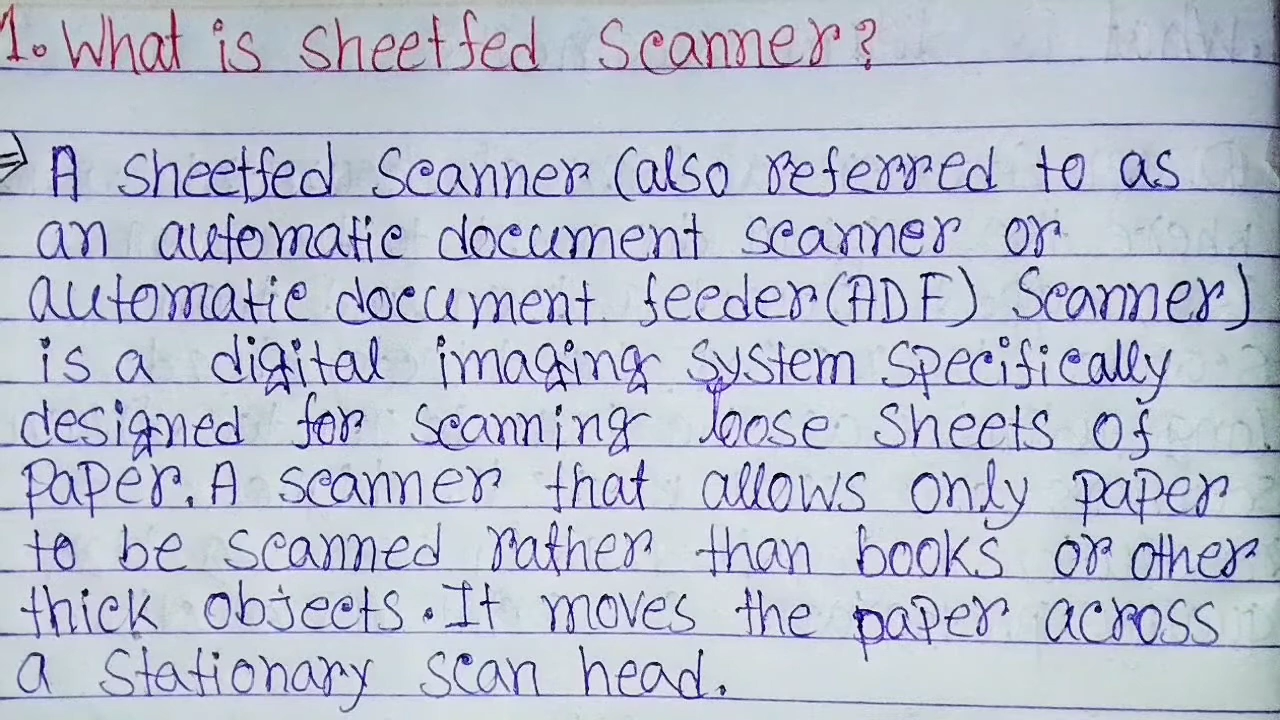 1. What is sheetfed Scanner?
⇒ A sheetfed Scanner (also referred to as
an automatic document scanner or
automatic document feeder (ADF) Scanner)
is a digital imaging system specifically
designed for scanning loose sheets of
paper. A scanner that allows only paper
to be scanned rather than books or other
thick objects. It moves the paper across
a stationary scan head.